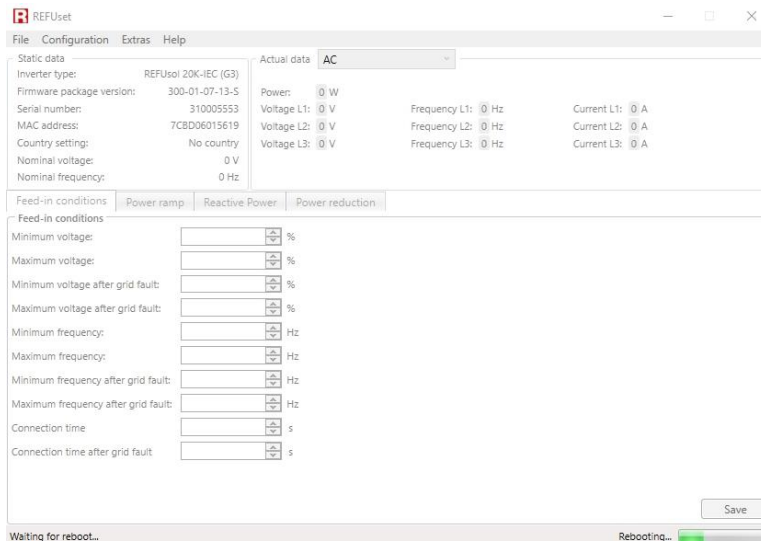 REFUset
File Configuration Extras Help
Static data
Inverter type: REFUsol 20K-IEC (G3)
Firmware package version: 300-01-07-13-S
Serial number: 310005553
MAC address: 7CBD06015619
Country setting: No country
Nominal voltage: 0 V
Nominal frequency: 0 Hz
Actual data AC
Power: 0 W
Voltage L1: 0 V Frequency L1: 0 Hz Current L1: 0 A
Voltage L2: 0 V Frequency L2: 0 Hz Current L2: 0 A
Voltage L3: 0 V Frequency L3: 0 Hz Current L3: 0 A
Feed-in conditions Power ramp Reactive Power Power reduction
Feed-in conditions
Minimum voltage: %
Maximum voltage: %
Minimum voltage after grid fault: %
Maximum voltage after grid fault: %
Minimum frequency: Hz
Maximum frequency: Hz
Minimum frequency after grid fault: Hz
Maximum frequency after grid fault: Hz
Connection time s
Connection time after grid fault s
Save
Waiting for reboot... Rebooting...